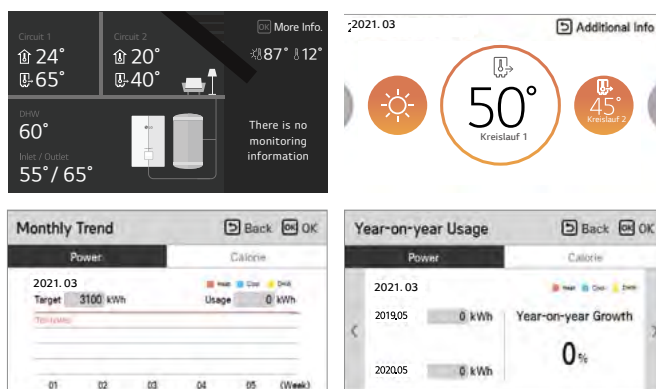 Circuit 1
24°
65°
Circuit 2
20°
40°
OK More Info.
87° 12°
DHW
60°
Inlet / Outlet
55°/ 65°
There is no
monitoring
information
2021. 03
Additional Info
50°
Kreislauf 1
45°
Kreislauf 2
Monthly Trend
Back OK OK
Power
Calorie
2021. 03
Heat Cool DHW
Target 3100 kWh
Usage 0 kWh
01 02 03 04 05 (Week)
Year-on-year Usage
Back OK OK
Power
Calorie
2021. 03
Heat Cool DHW
2019.05 0 kWh
Year-on-year Growth
0%
2020.05 0 kWh